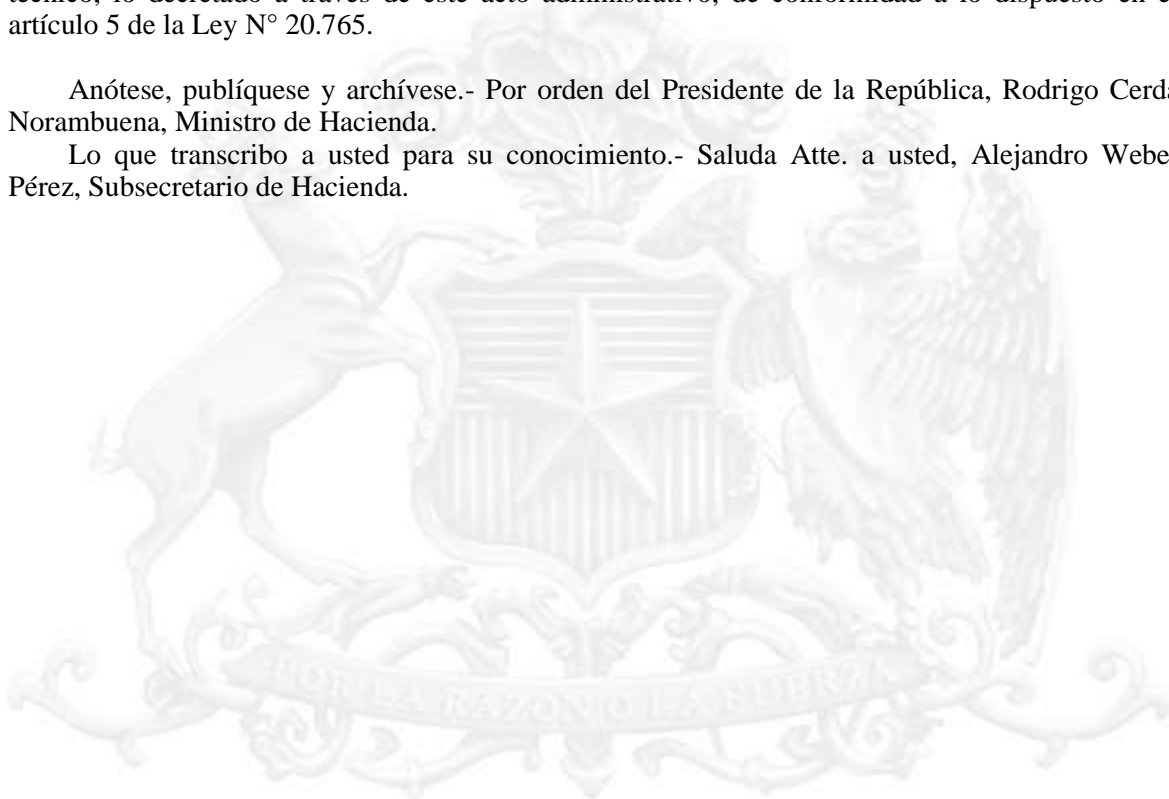 técnico, lo decretado a través de este acto administrativo, de conformidad a lo dispuesto en e
artículo 5 de la Ley N° 20.765.
Anótese, publíquese y archívese.- Por orden del Presidente de la República, Rodrigo Cerda
Norambuena, Ministro de Hacienda.
Lo que transcribo a usted para su conocimiento.- Saluda Atte. a usted, Alejandro Webe
Pérez, Subsecretario de Hacienda.
POR LA RAZON O LA FUERZA